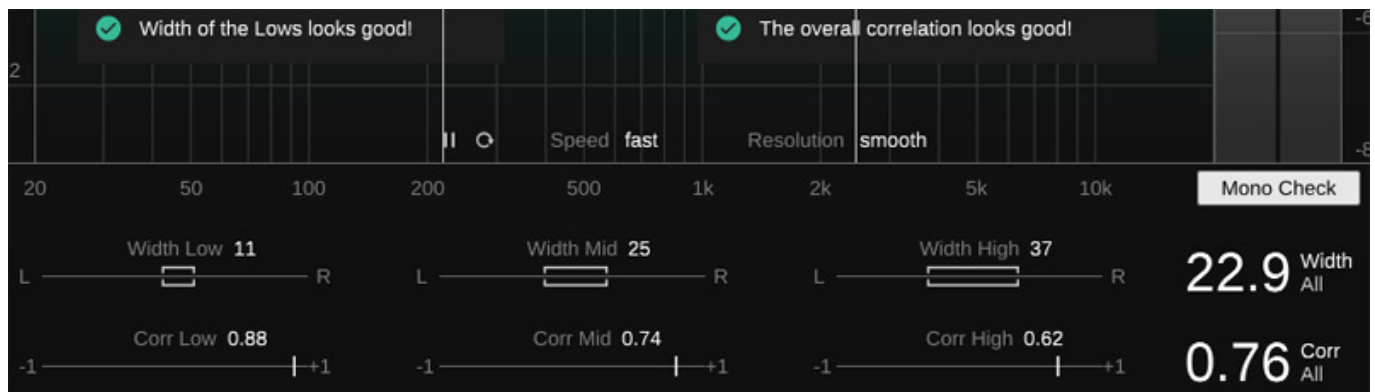 Width of the Lows looks good!
The overall correlation looks good!
2
Speed fast
Resolution smooth
20 50 100 200 500 1k 2k 5k 10k
Mono Check
Width Low 11
L R
Width Mid 25
L R
Width High 37
L R
22.9 Width All
Corr Low 0.88
-1 +1
Corr Mid 0.74
-1 +1
Corr High 0.62
-1 +1
0.76 Corr All